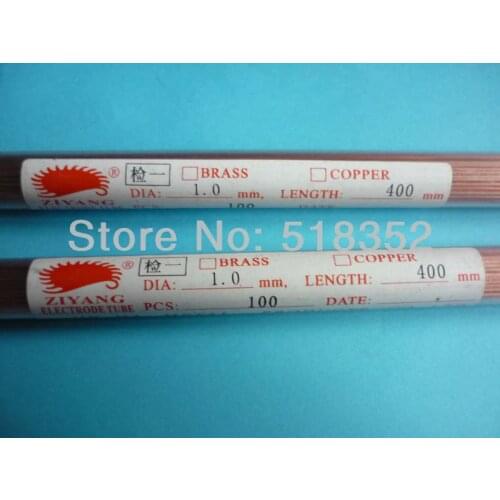 ® 检一 BRASS COPPER
DIA: 1.0 mm, LENGTH: 400 mm
ZIYANG 100
Store No: 518352
® 检一 BRASS COPPER
DIA: 1.0 mm, LENGTH: 400 mm
ZIYANG
ELECTRODE TUBE PCS: 100 DATE: